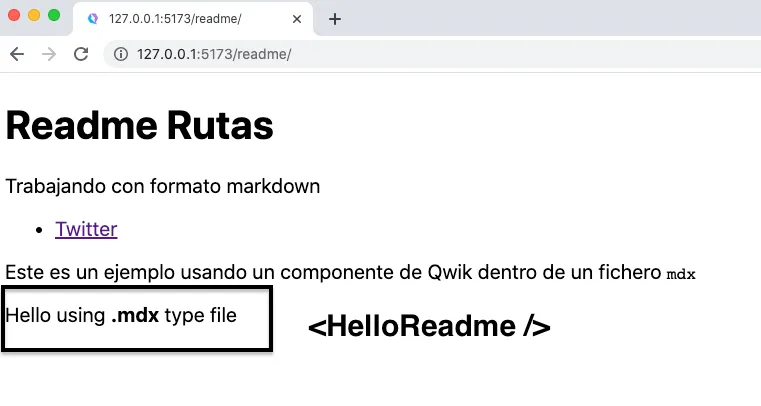 127.0.0.1:5173/readme/
127.0.0.1:5173/readme/
Readme Rutas
Trabajando con formato markdown
Twitter
Este es un ejemplo usando un componente de Qwik dentro de un fichero mdx
Hello using .mdx type file
<HelloReadme />